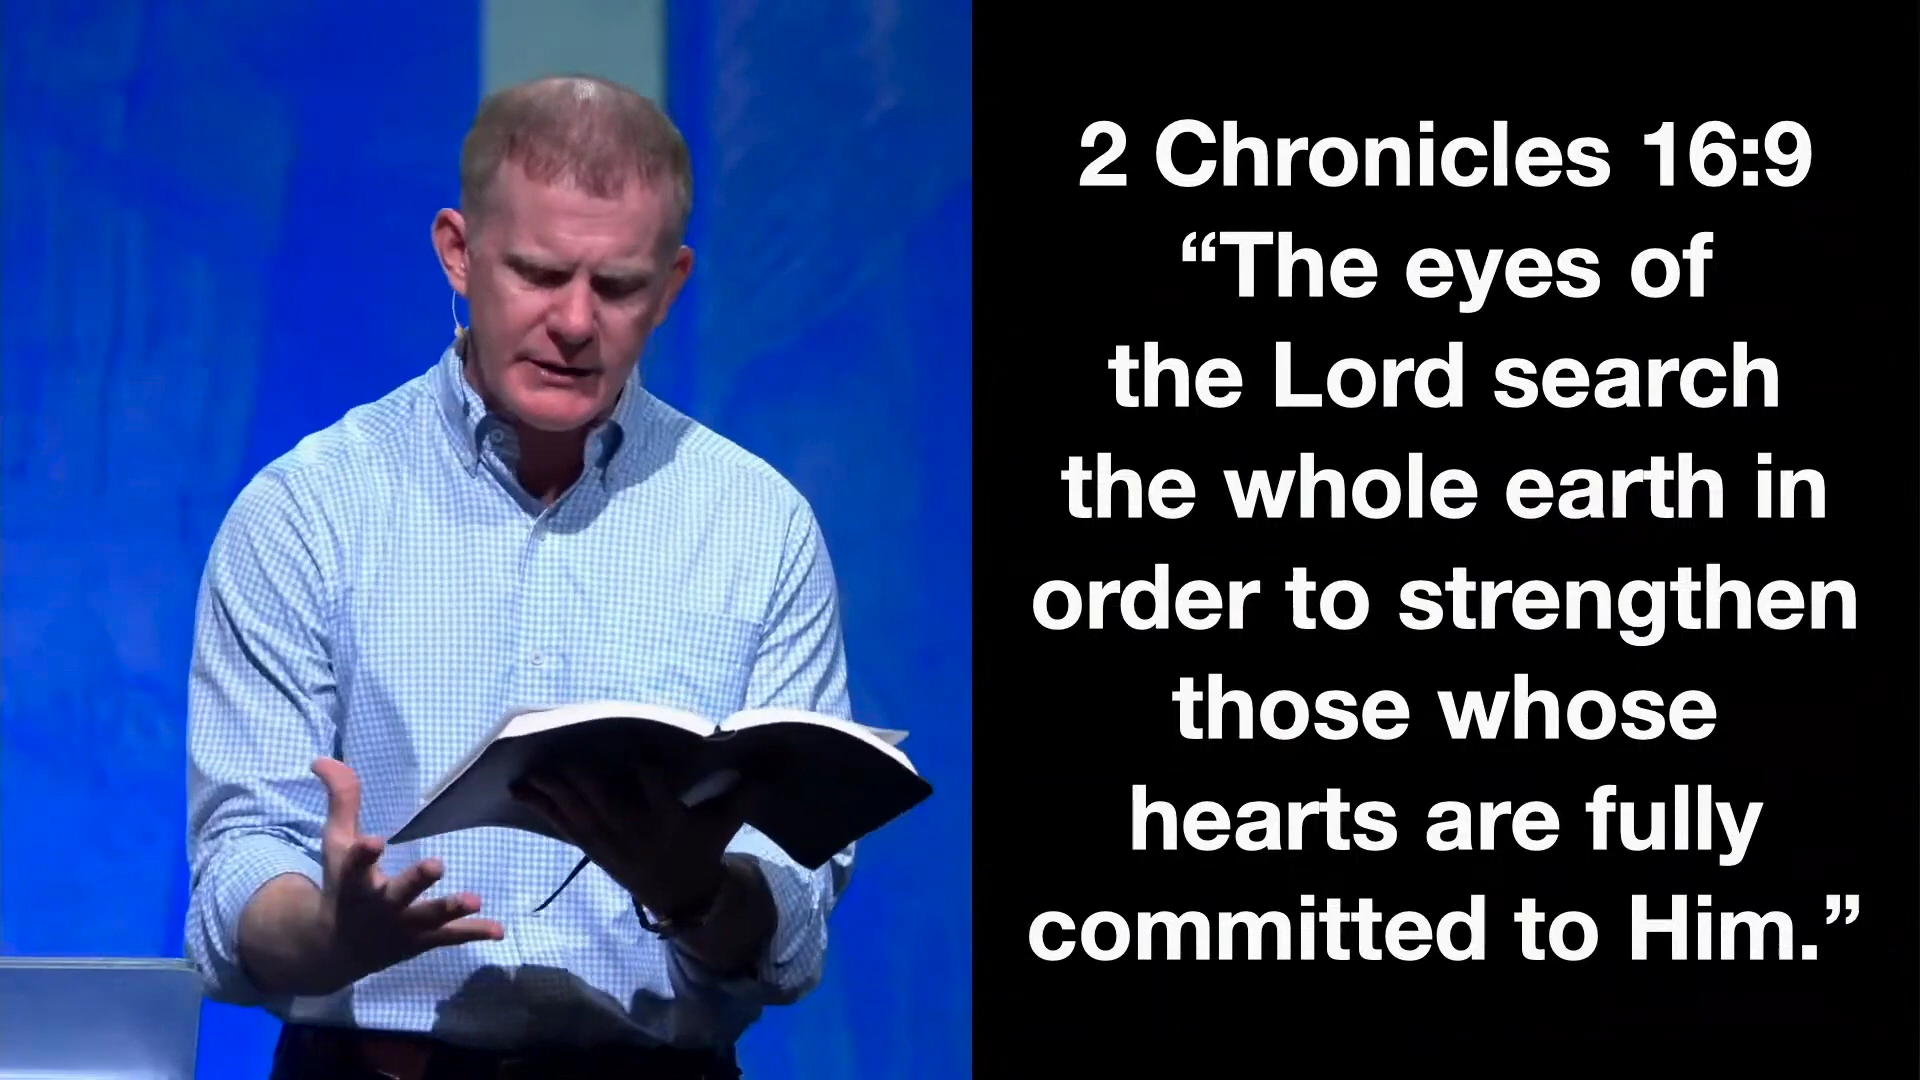 2 Chronicles 16:9
“The eyes of
the Lord search
the whole earth in
order to strengthen
those whose
hearts are fully
committed to Him.”